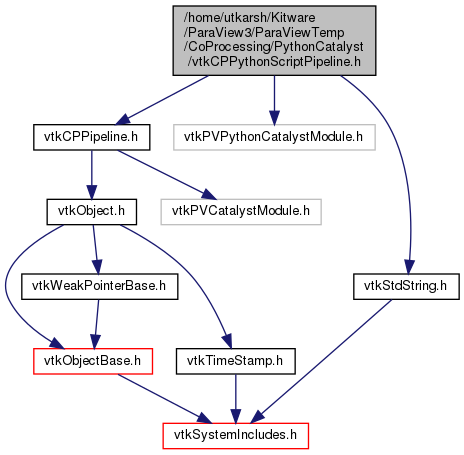 /home/utkarsh/Kitware
/ParaView3/ParaViewTemp
/CoProcessing/PythonCatalyst
/vtkCPPythonScriptPipeline.h
vtkCPPipeline.h
vtkPVPythonCatalystModule.h
vtkObject.h
vtkPVCatalystModule.h
vtkWeakPointerBase.h
vtkStdString.h
vtkObjectBase.h
vtkTimeStamp.h
vtkSystemIncludes.h